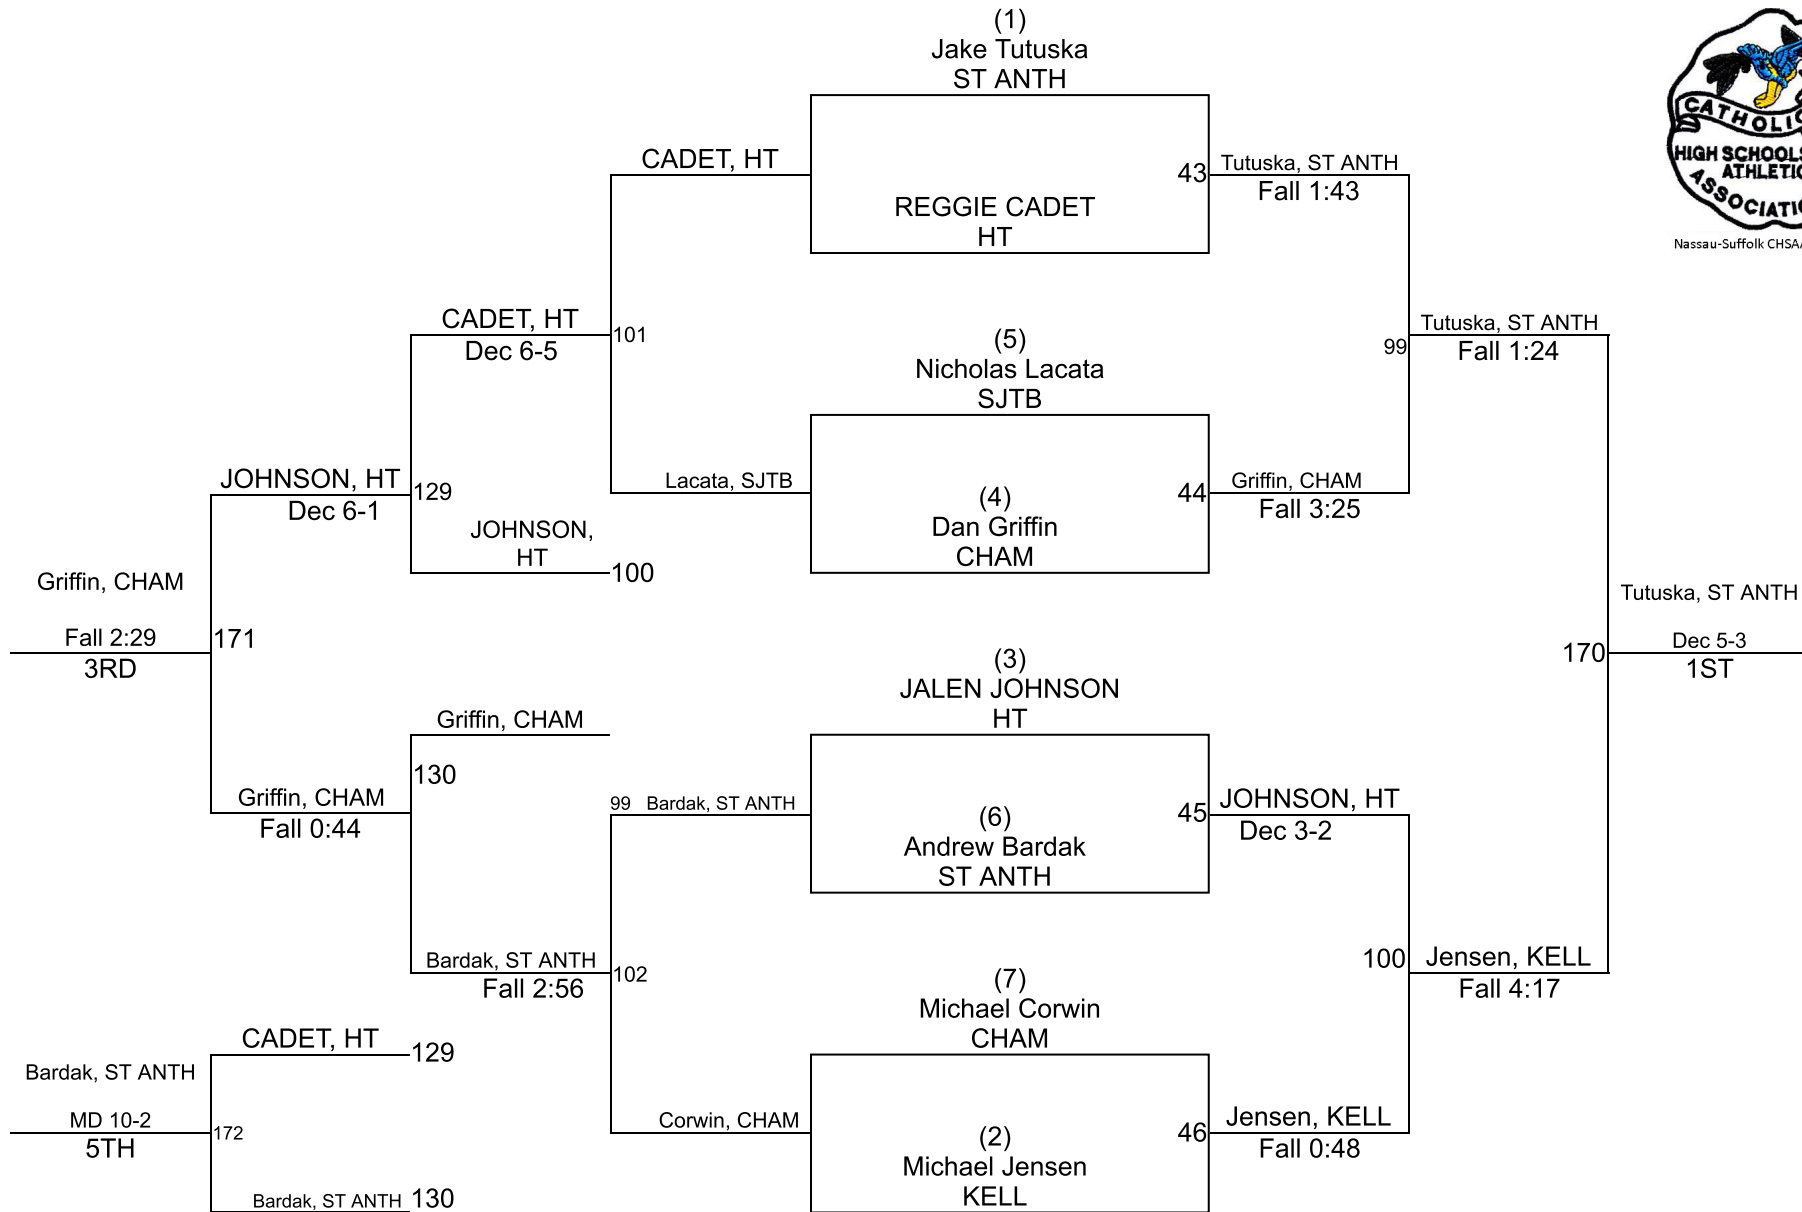 (1)
Jake Tutuska
ST ANTH
CADET, HT
43
Tutuska, ST ANTH
Fall 1:43
REGGIE CADET
HT
HIGH SCHOOLS
Nassau-Suffolk
CADET, HT
Dec 6-5
101
(5)
Nicholas Lacata
SJTB
99
Tutuska, ST ANTH
Fall 1:24
JOHNSON, HT
Dec 6-1
129
Lacata, SJTB
44
Griffin, CHAM
Fall 3:25
(4)
Dan Griffin
CHAM
JOHNSON,
HT
100
Griffin, CHAM
Fall 2:29
3RD
171
Tutuska, ST ANTH
170
Dec 5-3
1ST
(3)
JALEN JOHNSON
HT
Griffin, CHAM
130
Griffin, CHAM
Fall 0:44
99
Bardak, ST ANTH
45
JOHNSON, HT
Dec 3-2
(6)
Andrew Bardak
ST ANTH
Bardak, ST ANTH
Fall 2:56
102
(7)
Michael Corwin
CHAM
100
Jensen, KELL
Fall 4:17
CADET, HT
129
Bardak, ST ANTH
MD 10-2
5TH
172
Corwin, CHAM
46
Jensen, KELL
Fall 0:48
(2)
Michael Jensen
KELL
Bardak, ST ANTH
130